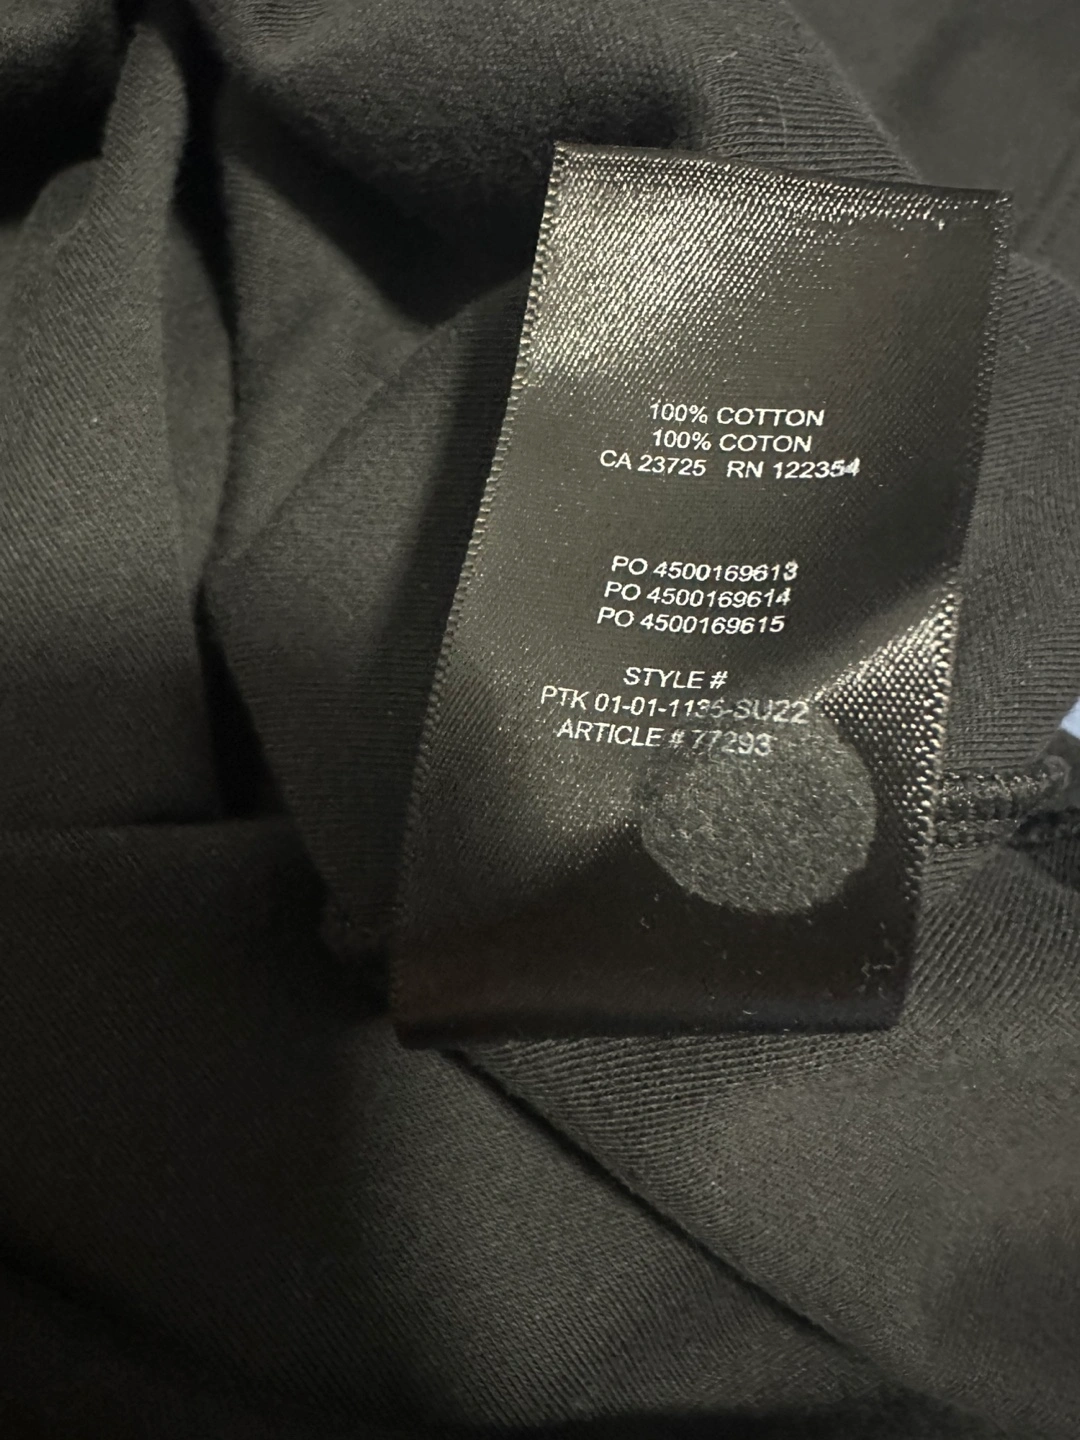 100% COTTON
100% COTON
CA 23725 RN 122354
PO 4500169613
PO 4500169614
PO 4500169615
STYLE #
PTK 01-01-1135-SU22
ARTICLE # 77293